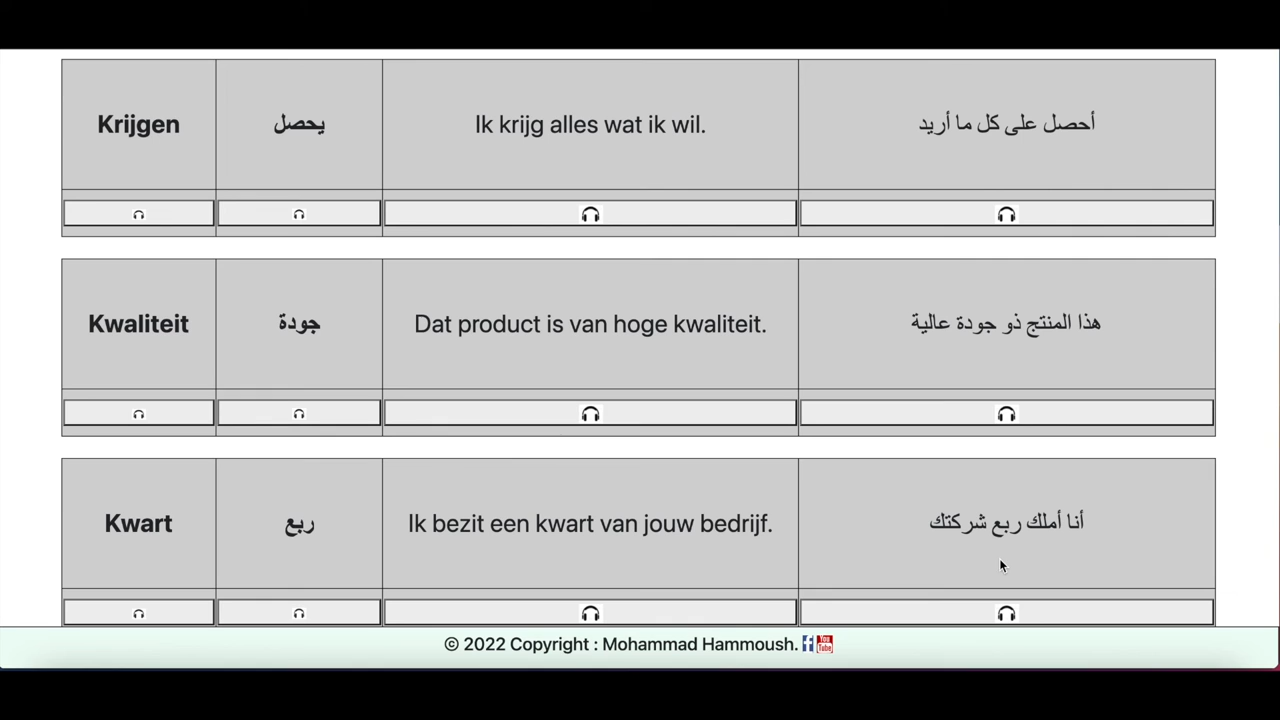 Krijgen
يحصل
Ik krijg alles wat ik wil.
أحصل على كل ما أريد
Kwaliteit
جودة
Dat product is van hoge kwaliteit.
هذا المنتج ذو جودة عالية
Kwart
ربع
Ik bezit een kwart van jouw bedrijf.
أنا أملك ربع شركتك
© 2022 Copyright : Mohammad Hammoush. f You Tube